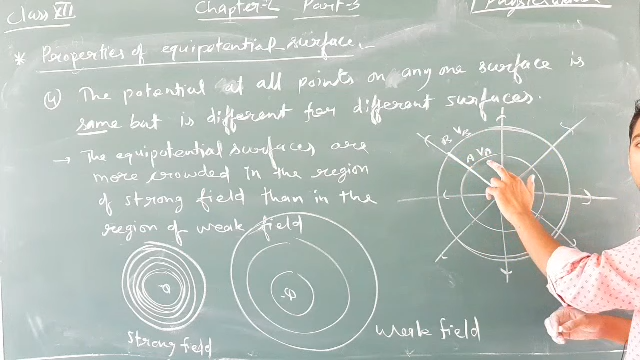 Class XII
Chapter-2 Part-3
* Properties of equipotential surface:-
(4) The potential at all points on any one surface is
same but is different for different surfaces.
→ The equipotential surfaces are
more crowded in the region
of strong field than in the
region of weak field
B VB
A VA
Strong field
Weak field